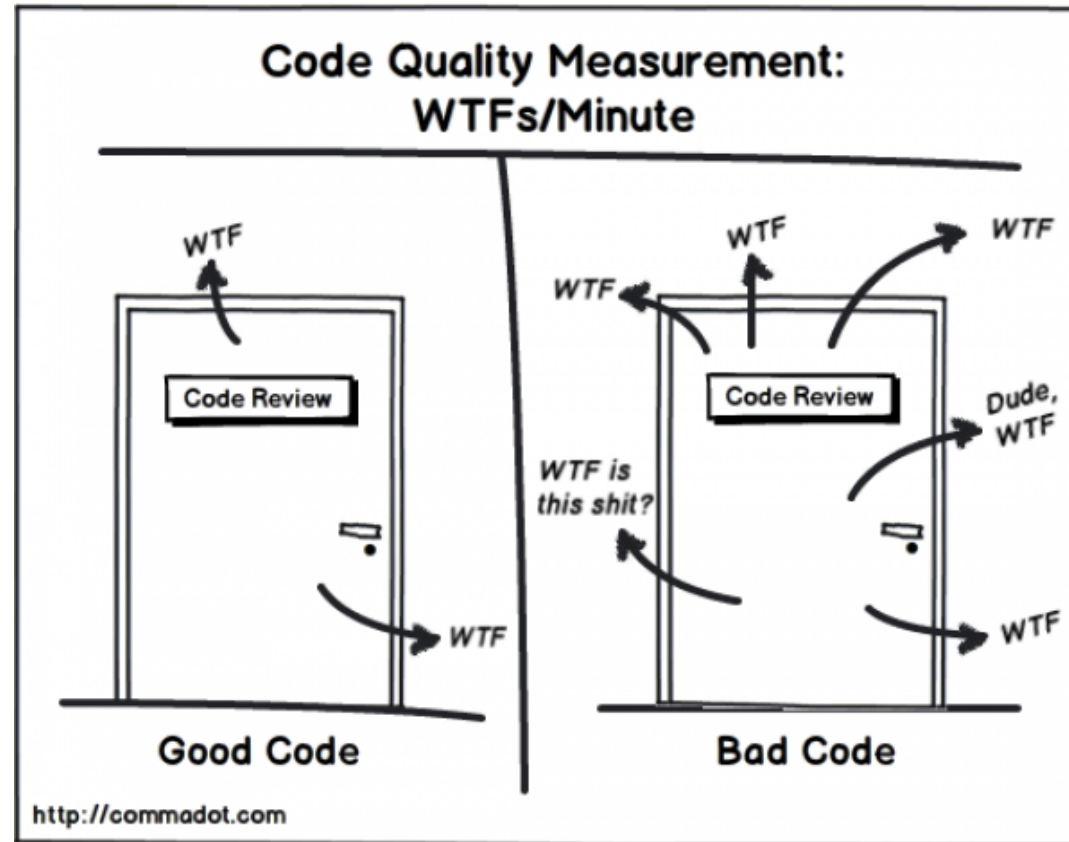 Code Quality Measurement:
WTFs/Minute
WTF
Code Review
WTF
Good Code
WTF
WTF
WTF
Code Review
Dude,
WTF
WTF is
this shit?
WTF
Bad Code
http://commadot.com